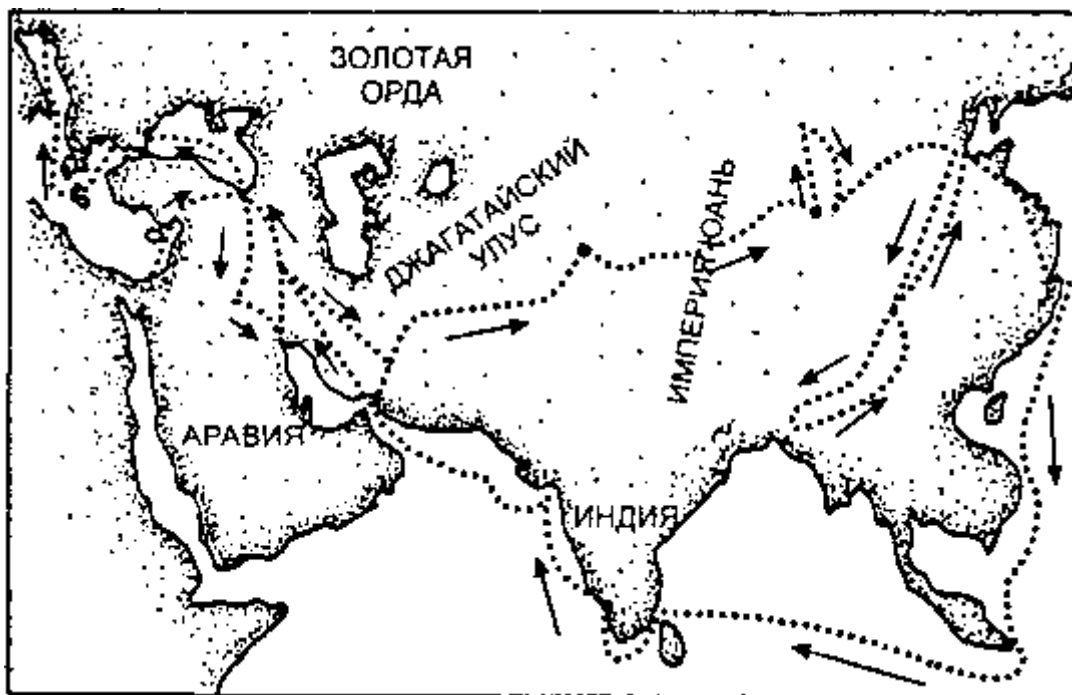 ЗОЛОТАЯ
ОРДА
ДЖАГАТАЙСКИЙ
УЛУС
ИМПЕРИЯ ЮАНЬ
АРАВИЯ
ИНДИЯ